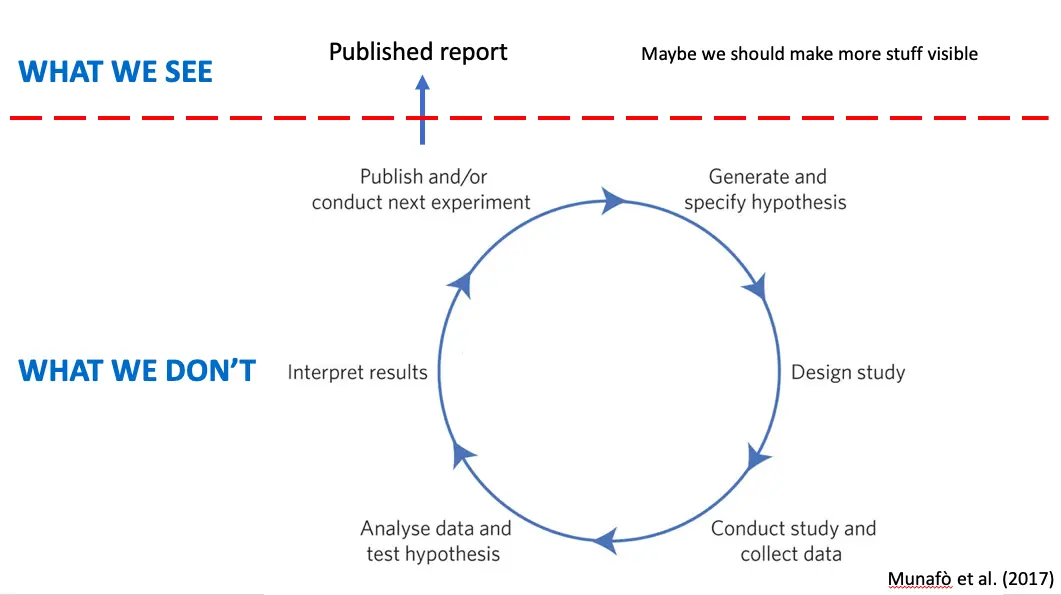 WHAT WE SEE
Published report
Maybe we should make more stuff visible
Publish and/or
conduct next experiment
Generate and
specify hypothesis
WHAT WE DON’T
Interpret results
Design study
Analyse data and
test hypothesis
Conduct study and
collect data
Munafò et al. (2017)